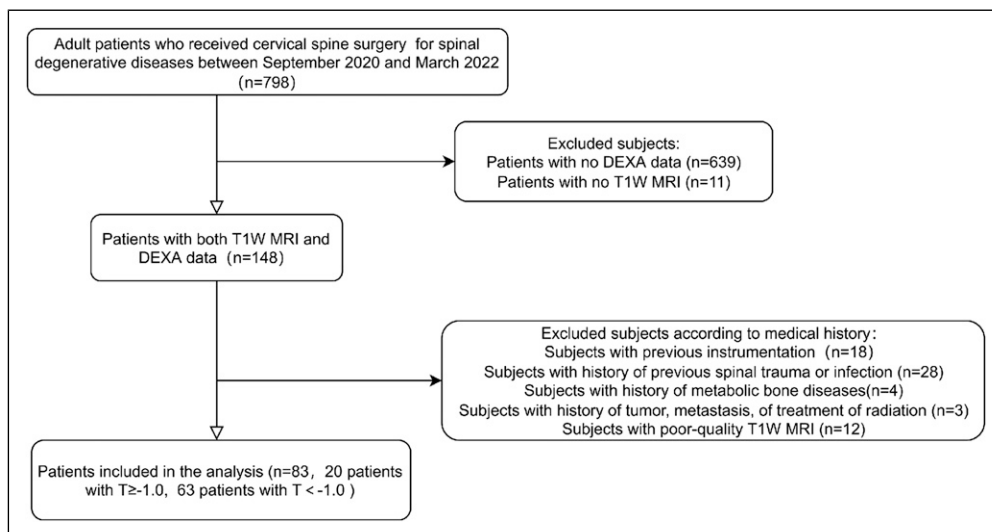 Adult patients who received cervical spine surgery for spinal
degenerative diseases between September 2020 and March 2022
(n=798)
Excluded subjects:
Patients with no DEXA data (n=639)
Patients with no T1W MRI (n=11)
Patients with both T1W MRI and
DEXA data (n=148)
Excluded subjects according to medical history:
Subjects with previous instrumentation (n=18)
Subjects with history of previous spinal trauma or infection (n=28)
Subjects with history of metabolic bone diseases(n=4)
Subjects with history of tumor, metastasis, of treatment of radiation (n=3)
Subjects with poor-quality T1W MRI (n=12)
Patients included in the analysis (n=83, 20 patients
with T≥-1.0, 63 patients with T < -1.0 )